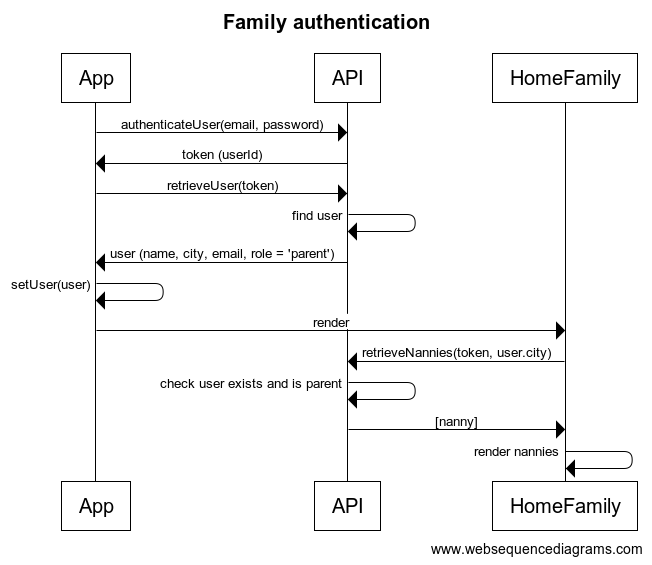 Family authentication
App
API
HomeFamily
authenticateUser(email, password)
token (userId)
retrieveUser(token)
find user
user (name, city, email, role = 'parent')
setUser(user)
render
retrieveNannies(token, user.city)
check user exists and is parent
[nanny]
render nannies
App
API
HomeFamily
www.websequencediagrams.com